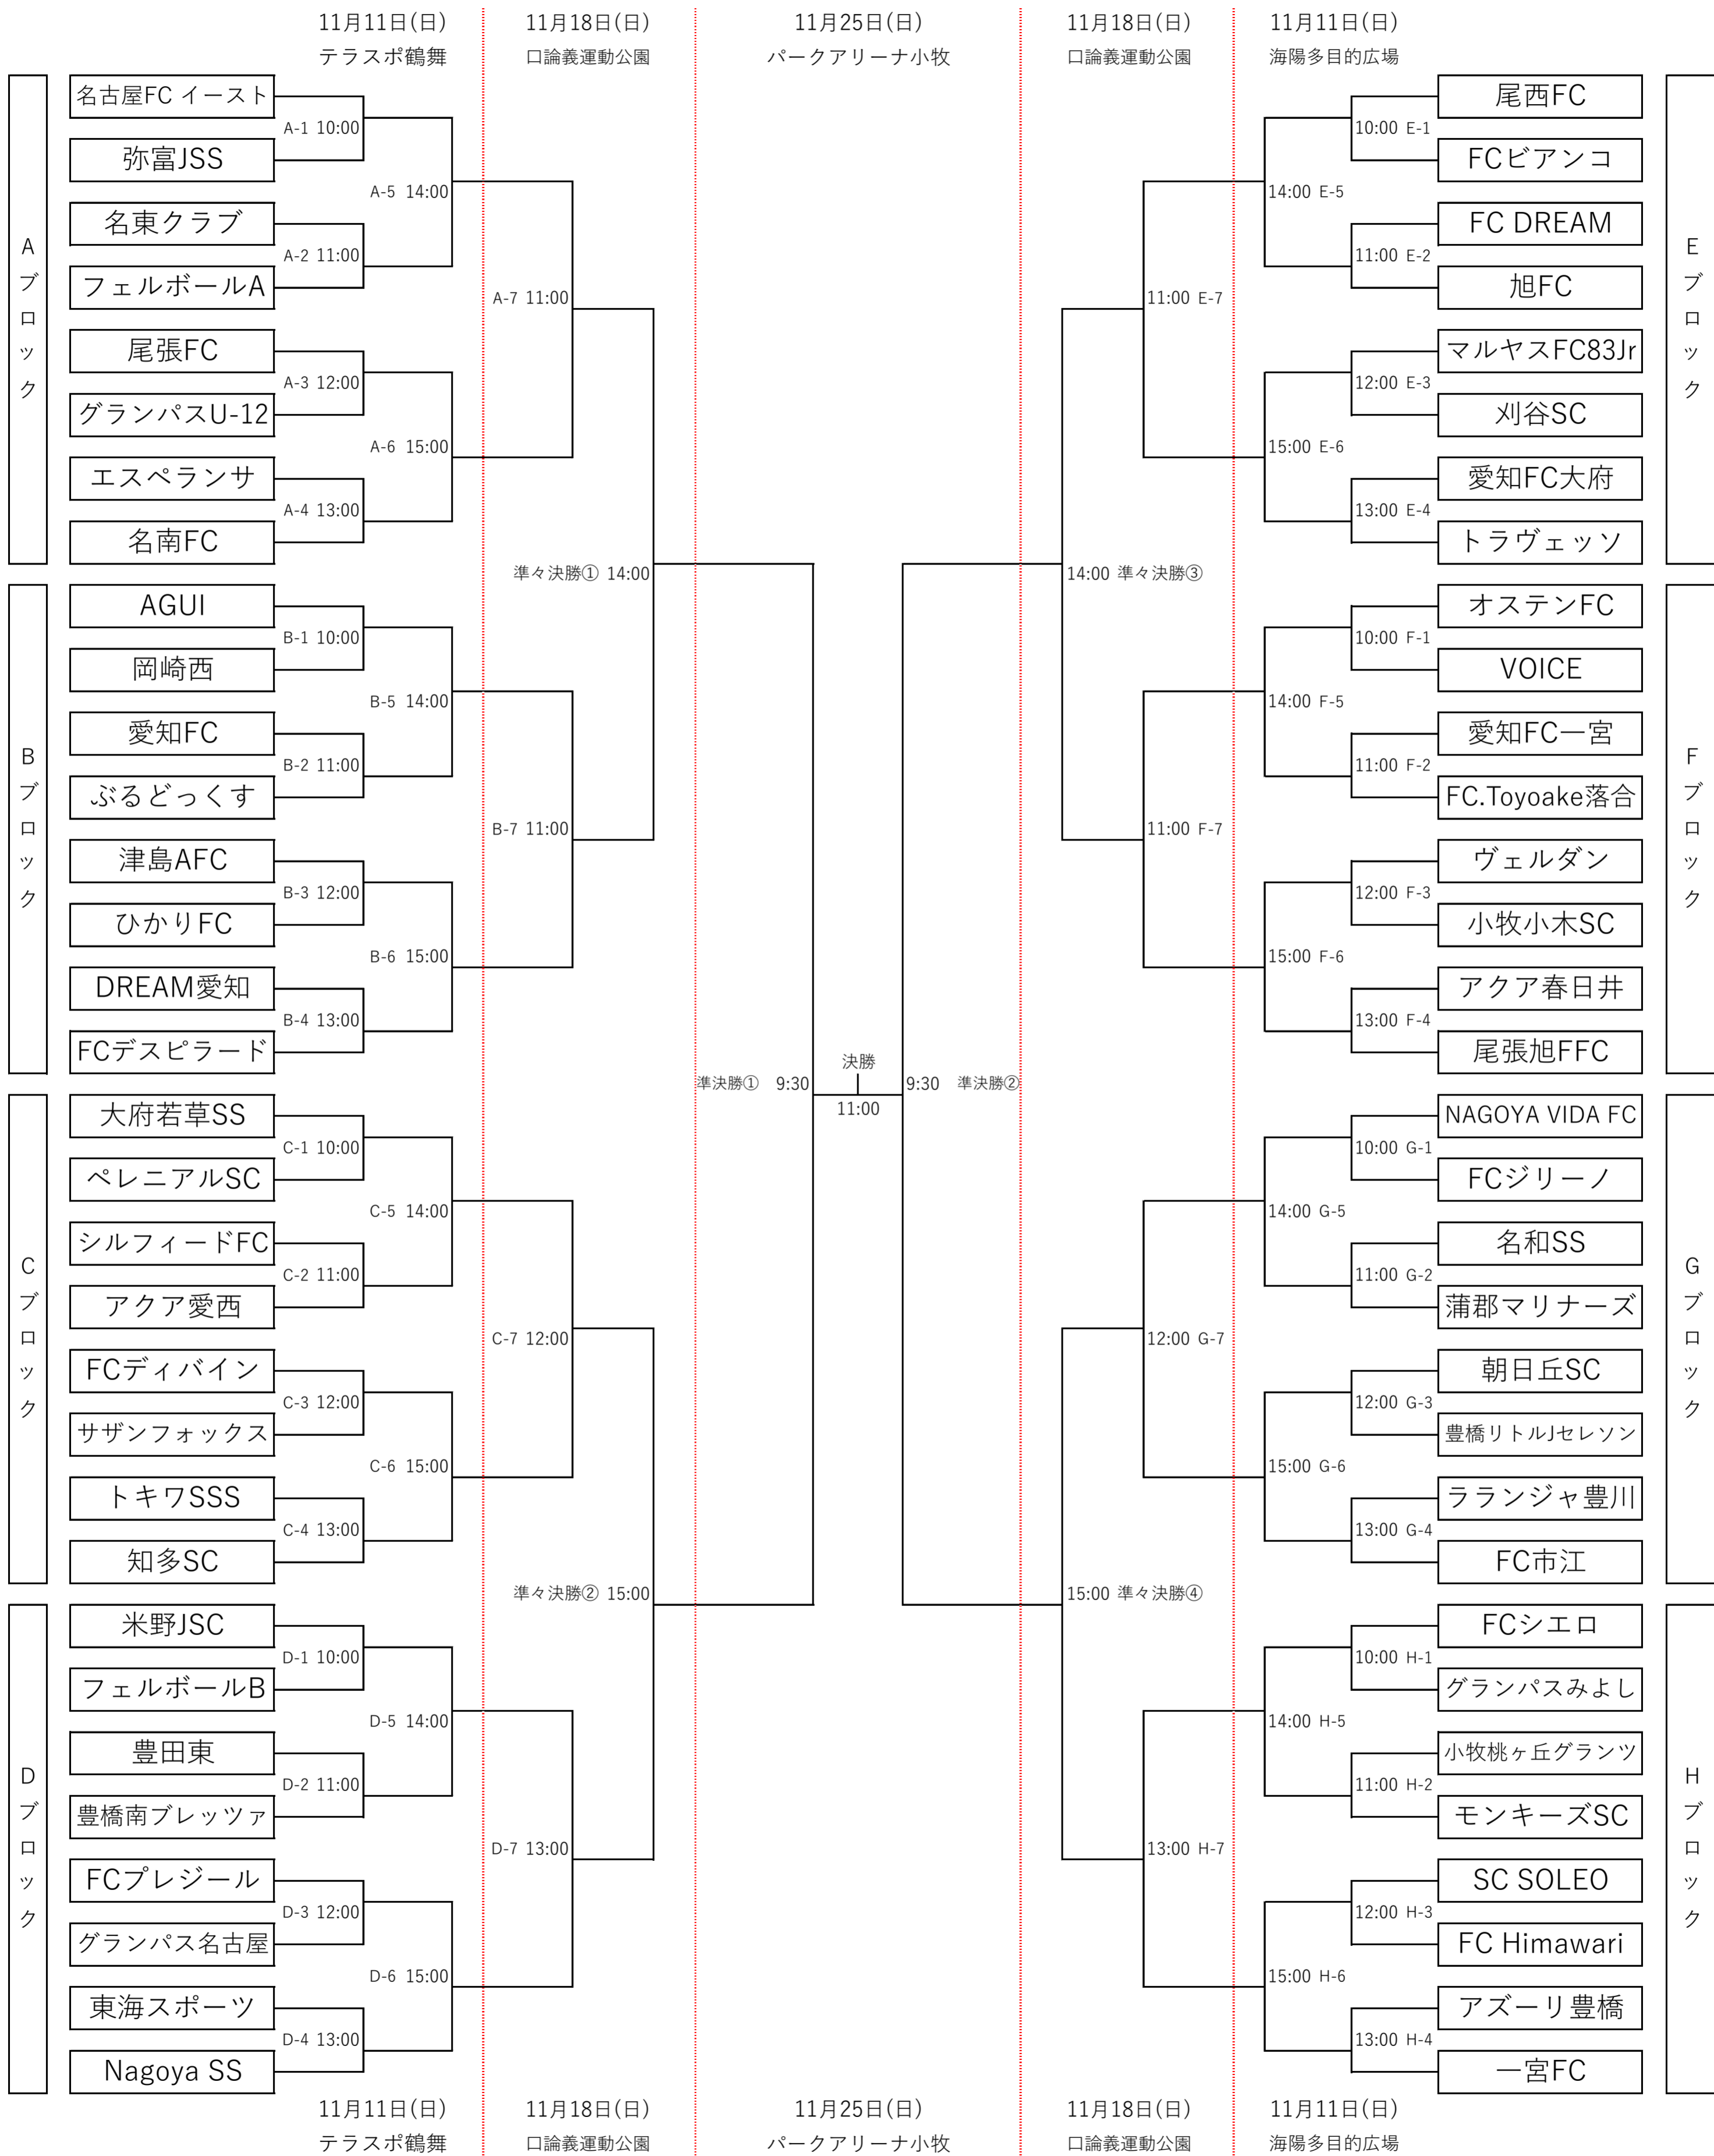 11月11日(日) 11月18日(日) 11月25日(日) 11月18日(日) 11月11日(日)
テラスポ鶴舞 口論義運動公園 パークアリーナ小牧 口論義運動公園 海陽多目的広場
Aブロック
名古屋FC イースト
A-1 10:00
弥富JSS
A-5 14:00
名東クラブ
A-2 11:00
フェルボールA
A-7 11:00
尾張FC
A-3 12:00
グランパスU-12
A-6 15:00
エスペランサ
A-4 13:00
名南FC
準々決勝① 14:00
Bブロック
AGUI
B-1 10:00
岡崎西
B-5 14:00
愛知FC
B-2 11:00
ぶるどっくす
B-7 11:00
津島AFC
B-3 12:00
ひかりFC
B-6 15:00
DREAM愛知
B-4 13:00
FCデスピラード
準決勝① 9:30
決勝
11:00
9:30 準決勝②
Cブロック
大府若草SS
C-1 10:00
ペレニアルSC
C-5 14:00
シルフィードFC
C-2 11:00
アクア愛西
C-7 12:00
FCディバイン
C-3 12:00
サザンフォックス
C-6 15:00
トキワSSS
C-4 13:00
知多SC
準々決勝② 15:00
Dブロック
米野JSC
D-1 10:00
フェルボールB
D-5 14:00
豊田東
D-2 11:00
豊橋南ブレッツァ
D-7 13:00
FCプレジール
D-3 12:00
グランパス名古屋
D-6 15:00
東海スポーツ
D-4 13:00
Nagoya SS
Eブロック
尾西FC
10:00 E-1
FCビアンコ
14:00 E-5
FC DREAM
11:00 E-2
旭FC
11:00 E-7
マルヤスFC83Jr
12:00 E-3
刈谷SC
15:00 E-6
愛知FC大府
13:00 E-4
トラヴェッソ
14:00 準々決勝③
Fブロック
オステンFC
10:00 F-1
VOICE
14:00 F-5
愛知FC一宮
11:00 F-2
FC.Toyoake落合
11:00 F-7
ヴェルダン
12:00 F-3
小牧小木SC
15:00 F-6
アクア春日井
13:00 F-4
尾張旭FFC
Gブロック
NAGOYA VIDA FC
10:00 G-1
FCジリーノ
14:00 G-5
名和SS
11:00 G-2
蒲郡マリナーズ
12:00 G-7
朝日丘SC
12:00 G-3
豊橋リトルJセレソン
15:00 G-6
ラランジャ豊川
13:00 G-4
FC市江
15:00 準々決勝④
Hブロック
FCシエロ
10:00 H-1
グランパスみよし
14:00 H-5
小牧桃ヶ丘グランツ
11:00 H-2
モンキーズSC
13:00 H-7
SC SOLEO
12:00 H-3
FC Himawari
15:00 H-6
アズーリ豊橋
13:00 H-4
一宮FC
11月11日(日) 11月18日(日) 11月25日(日) 11月18日(日) 11月11日(日)
テラスポ鶴舞 口論義運動公園 パークアリーナ小牧 口論義運動公園 海陽多目的広場